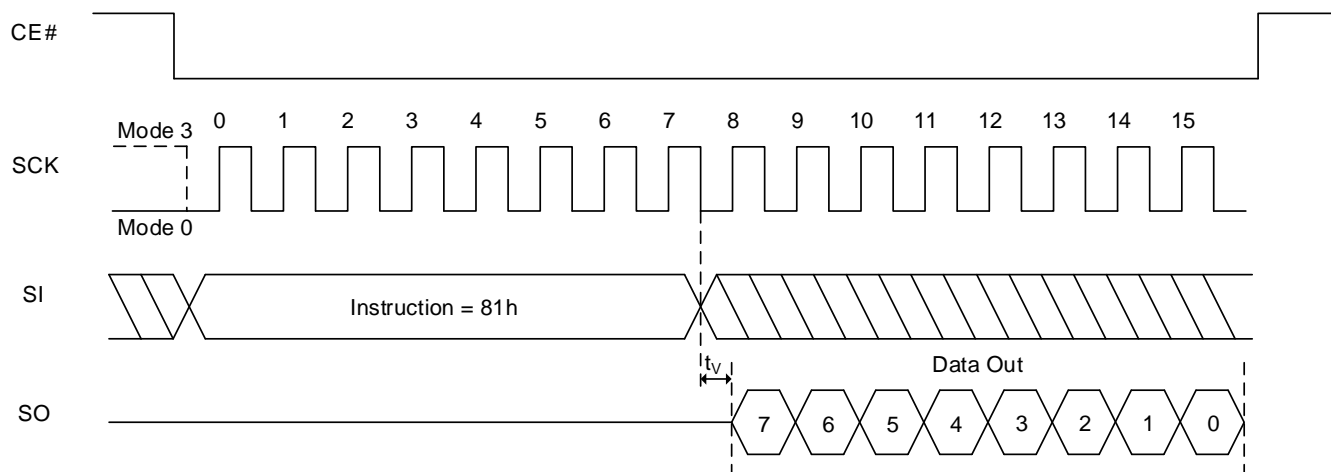 CE#
0 1 2 3 4 5 6 7 8 9 10 11 12 13 14 15
Mode 3
SCK
Mode 0
SI
Instruction = 81h
tV
Data Out
SO
7 6 5 4 3 2 1 0